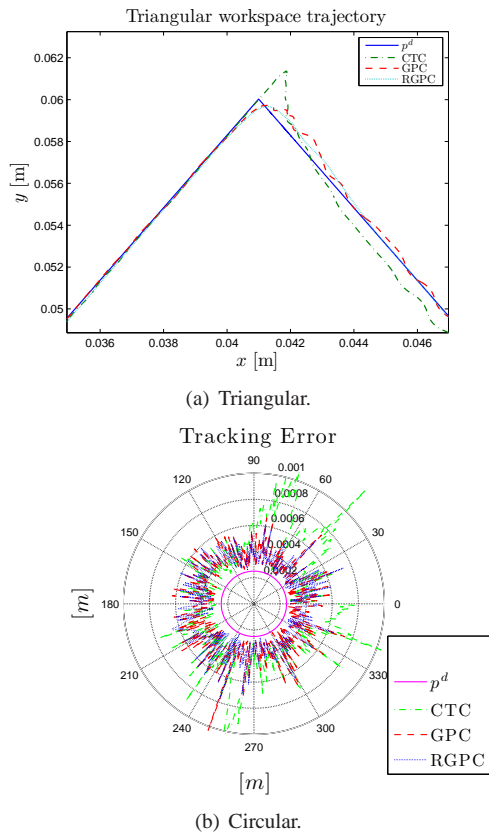 Triangular workspace trajectory
p^d
CTC
GPC
RGPC
0.062
0.06
0.058
0.056
0.054
0.052
0.05
y [m]
0.036
0.038
0.04
0.042
0.044
0.046
x [m]
(a) Triangular.
Tracking Error
90
0.001
120
60
0.0008
0.0006
150
30
0.0004
0.0002
[m]
180
0
210
330
240
300
270
p^d
CTC
GPC
RGPC
[m]
(b) Circular.